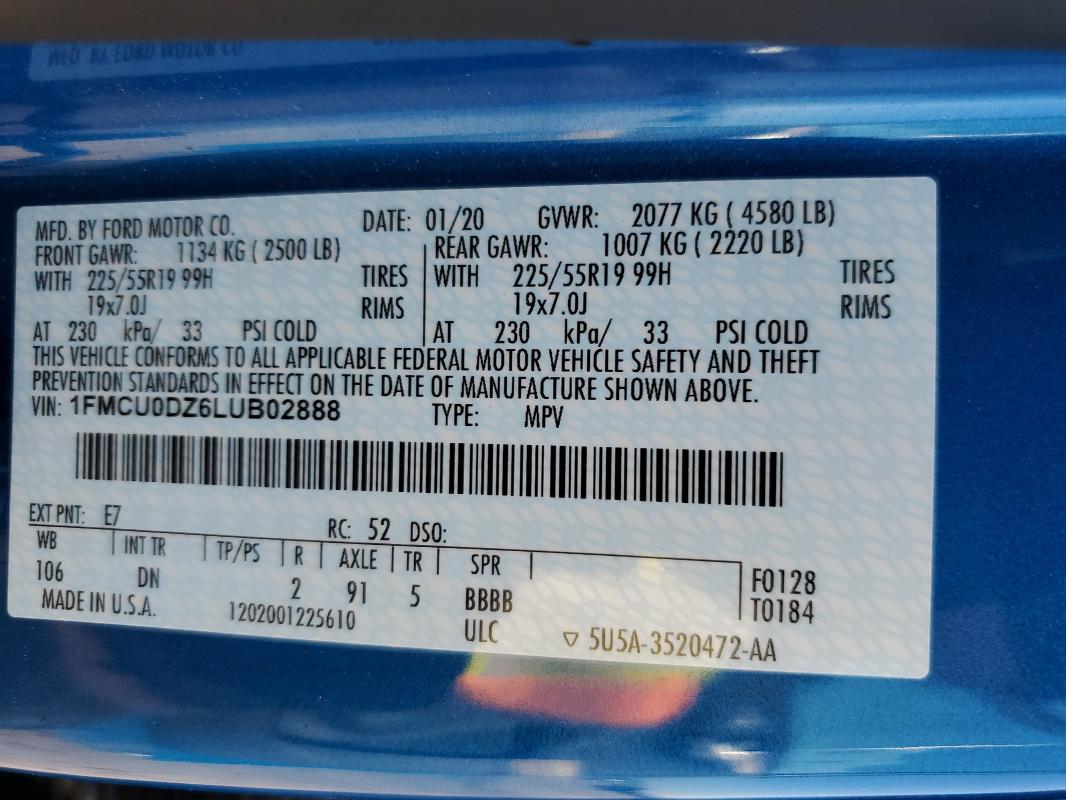 MFD. BY FORD MOTOR CO.
MFD. BY FORD MOTOR CO. DATE: 01/20 GVWR: 2077 KG ( 4580 LB)
FRONT GAWR: 1134 KG ( 2500 LB) REAR GAWR: 1007 KG ( 2220 LB)
WITH 225/55R19 99H TIRES WITH 225/55R19 99H TIRES
19x7.0J RIMS 19x7.0J RIMS
AT 230 kPa/ 33 PSI COLD AT 230 kPa/ 33 PSI COLD
THIS VEHICLE CONFORMS TO ALL APPLICABLE FEDERAL MOTOR VEHICLE SAFETY AND THEFT
PREVENTION STANDARDS IN EFFECT ON THE DATE OF MANUFACTURE SHOWN ABOVE.
VIN: 1FMCU0DZ6LUB02888 TYPE: MPV
EXT PNT: E7 RC: 52 DSO:
WB INT TR TP/PS R AXLE TR SPR
106 DN 2 91 5 BBBB F0128
T0184
MADE IN U.S.A. 1202001225610 ULC ▽ 5U5A-3520472-AA